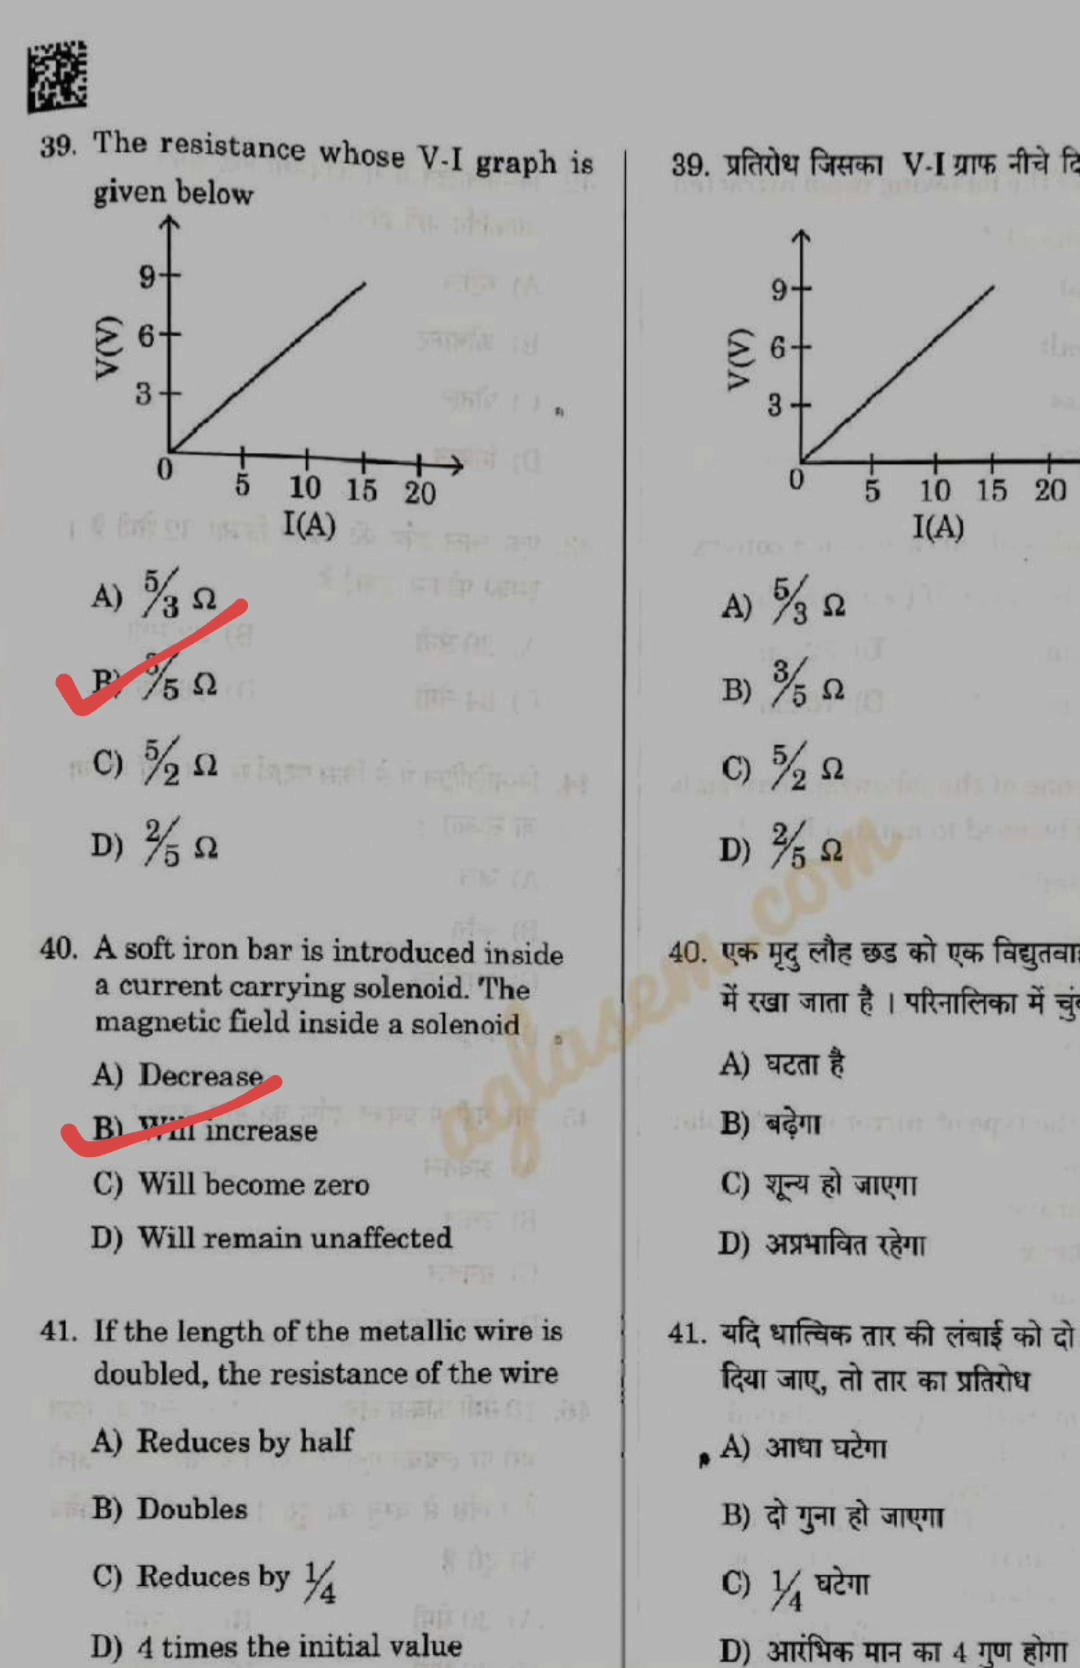 39. The resistance whose V-I graph is
given below
V(V)
9
6
3
0
5 10 15 20
I(A)
A) 5/3 Ω
B) 3/5 Ω
C) 5/2 Ω
D) 2/5 Ω
40. A soft iron bar is introduced inside
a current carrying solenoid. The
magnetic field inside a solenoid
A) Decrease
B) Will increase
C) Will become zero
D) Will remain unaffected
41. If the length of the metallic wire is
doubled, the resistance of the wire
A) Reduces by half
B) Doubles
C) Reduces by 1/4
D) 4 times the initial value
39. प्रतिरोध जिसका V-I ग्राफ नीचे
V(V)
9
6
3
0
5 10 15 20
I(A)
A) 5/3 Ω
B) 3/5 Ω
C) 5/2 Ω
D) 2/5 Ω
40. एक मृदु लौह छड को एक
में रखा जाता है । परिनालिका में
A) घटता है
B) बढ़ेगा
C) शून्य हो जाएगा
D) अप्रभावित रहेगा
41. यदि धात्विक तार की लंबाई को दो
दिया जाए, तो तार का प्रतिरोध
A) आधा घटेगा
B) दो गुना हो जाएगा
C) 1/4 घटेगा
D) आरंभिक मान का 4 गुण होगा
aglasem.com